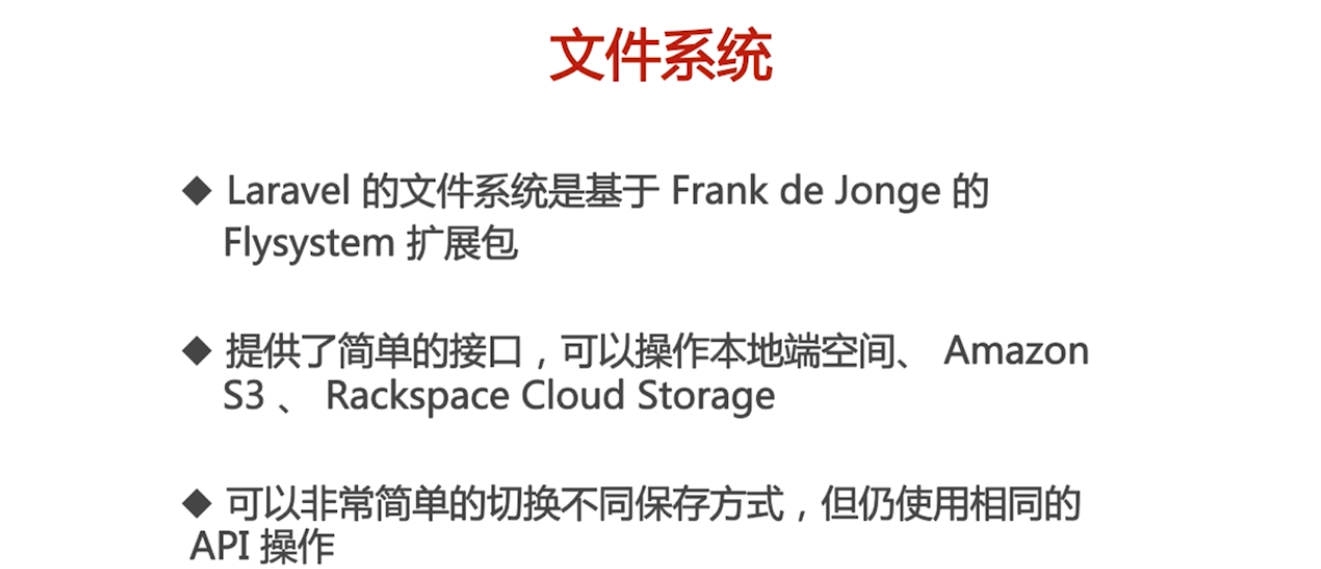 文件系统
◆ Laravel 的文件系统是基于 Frank de Jonge 的
Flysystem 扩展包
◆ 提供了简单的接口，可以操作本地端空间、 Amazon
S3 、 Rackspace Cloud Storage
◆ 可以非常简单的切换不同保存方式，但仍使用相同的
API 操作